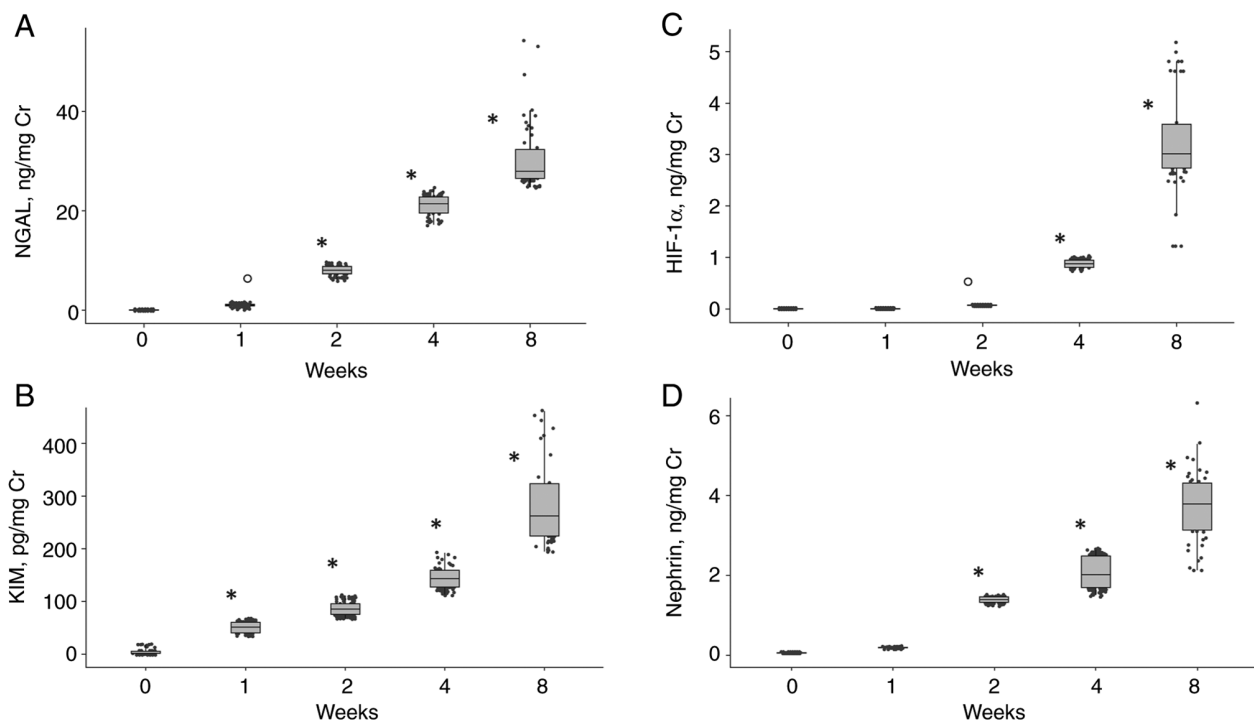 A
NGAL, ng/mg Cr
40
20
0
*
*
*
0 1 2 4 8
Weeks
C
HIF-1α, ng/mg Cr
5
4
3
2
1
0
*
*
0 1 2 4 8
Weeks
B
KIM, pg/mg Cr
400
300
200
100
0
*
*
*
*
0 1 2 4 8
Weeks
D
Nephrin, ng/mg Cr
6
4
2
0
*
*
*
0 1 2 4 8
Weeks